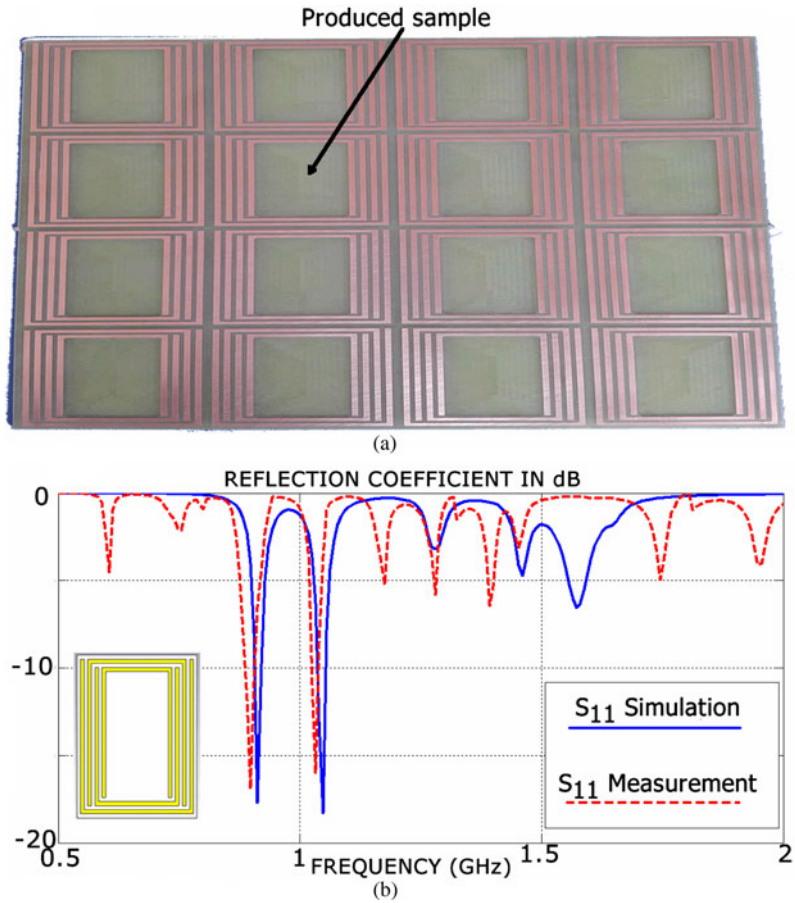 Produced sample
(a)
REFLECTION COEFFICIENT IN dB
0
-10
-20
S11 Simulation
S11 Measurement
0.5
1
1.5
2
FREQUENCY (GHz)
(b)